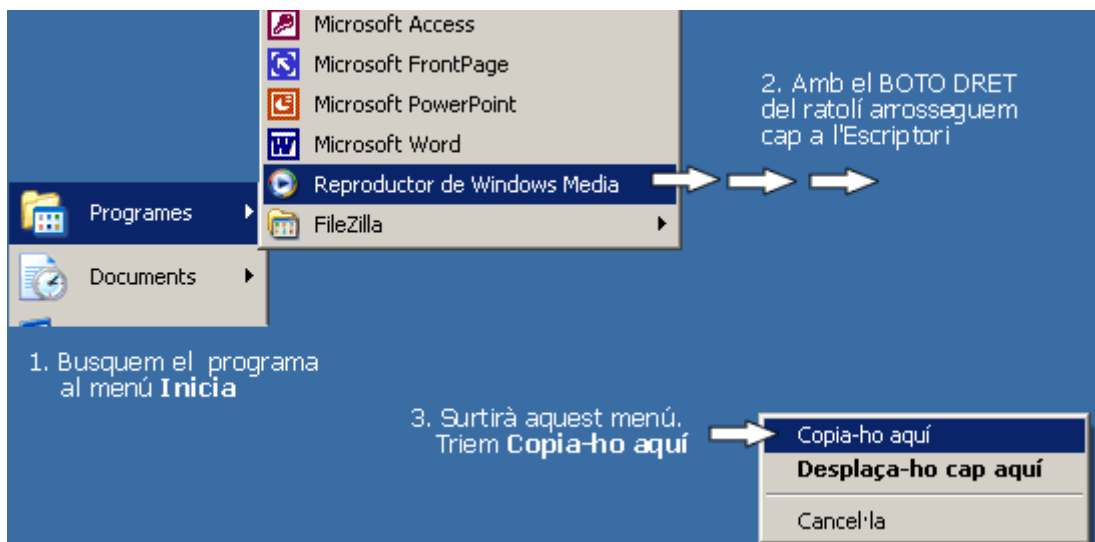 Microsoft Access
Microsoft FrontPage
Microsoft PowerPoint
Microsoft Word
Reproductor de Windows Media
FileZilla
Programes
Documents
1. Busquem el programa
al menú Inicia
2. Amb el BOTO DRET
del ratolí arrosseguem
cap a l'Escriptori
3. Surtirà aquest menú.
Triem Copia-ho aquí
Copia-ho aquí
Desplaça-ho cap aquí
Cancel·la